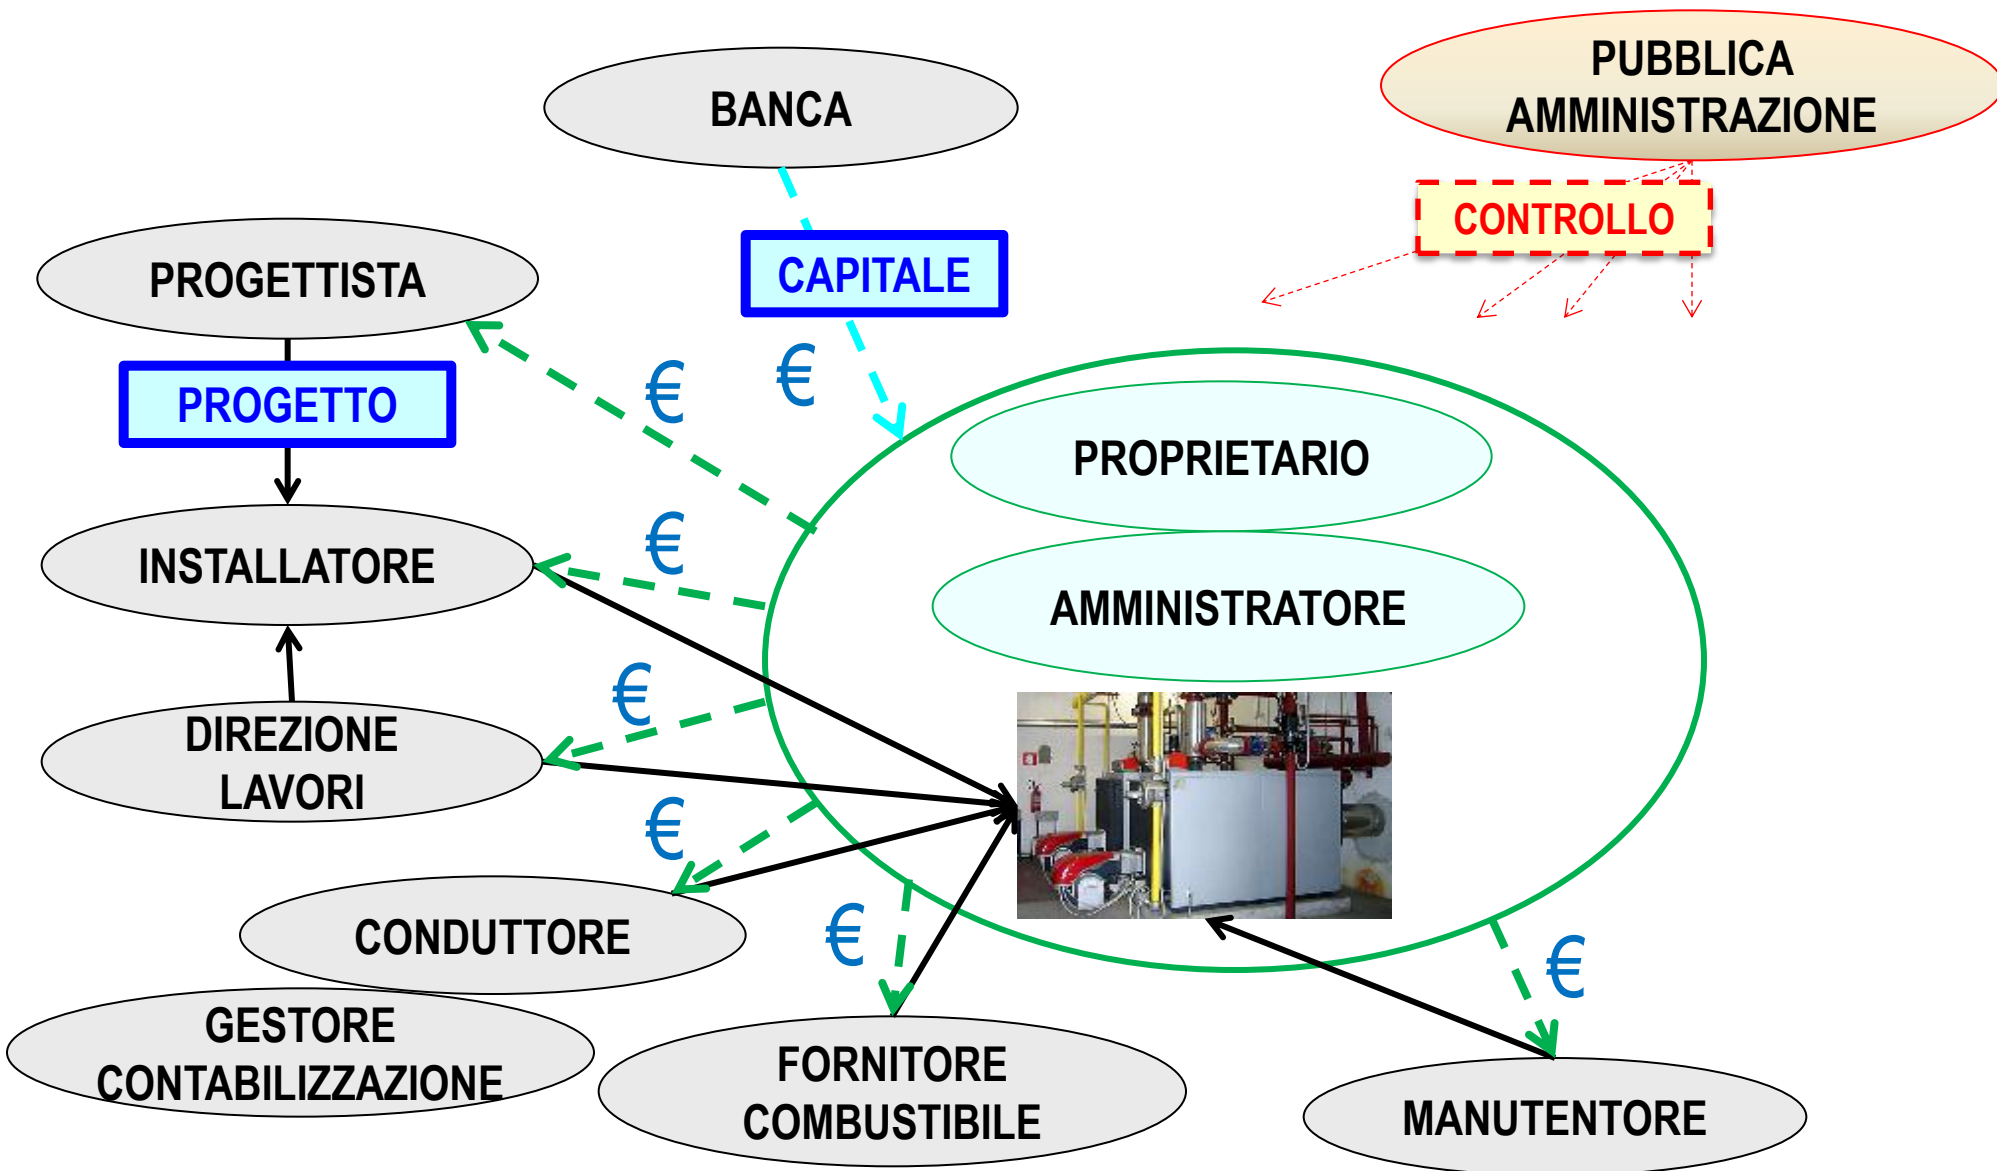 PUBBLICA
AMMINISTRAZIONE
BANCA
CONTROLLO
PROGETTISTA
CAPITALE
€
€
PROGETTO
PROPRIETARIO
€
INSTALLATORE
AMMINISTRATORE
€
DIREZIONE
LAVORI
€
CONDUTTORE
€
€
GESTORE
CONTABILIZZAZIONE
FORNITORE
COMBUSTIBILE
MANUTENTORE